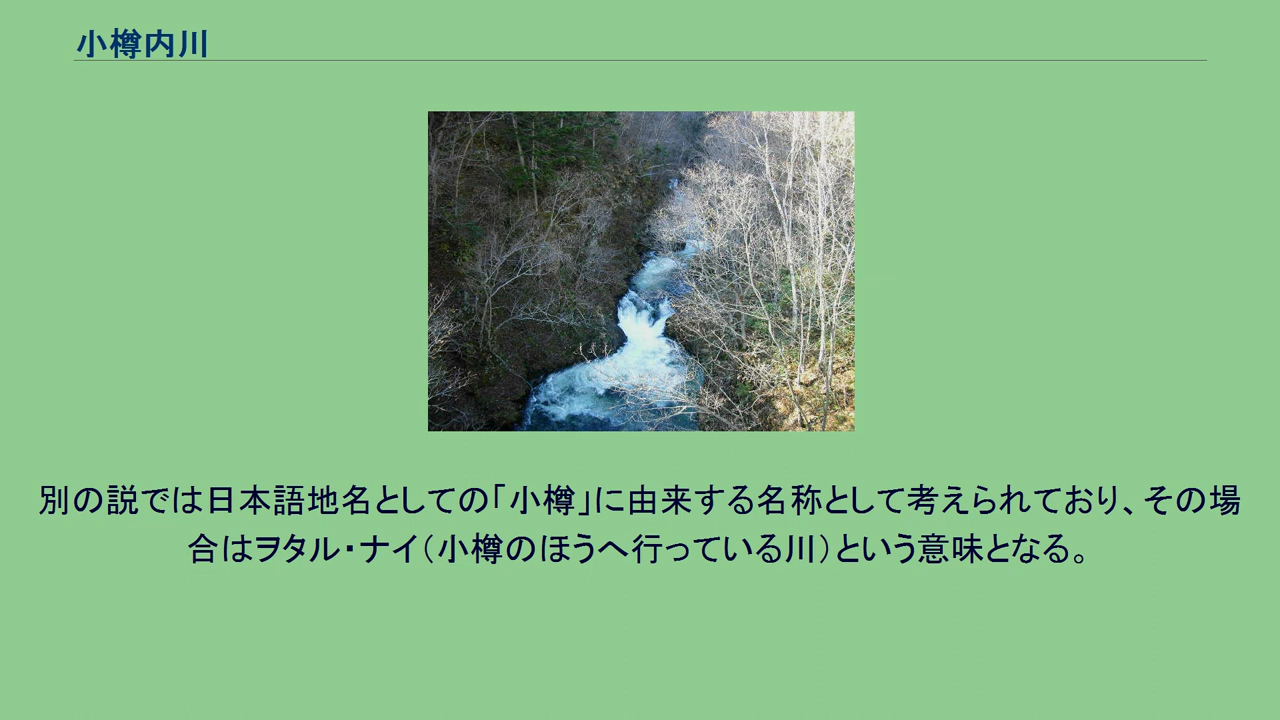 小樽内川
別の説では日本語地名としての「小樽」に由来する名称として考えられており、その場
合はヲタル・ナイ（小樽のほうへ行っている川）という意味となる。